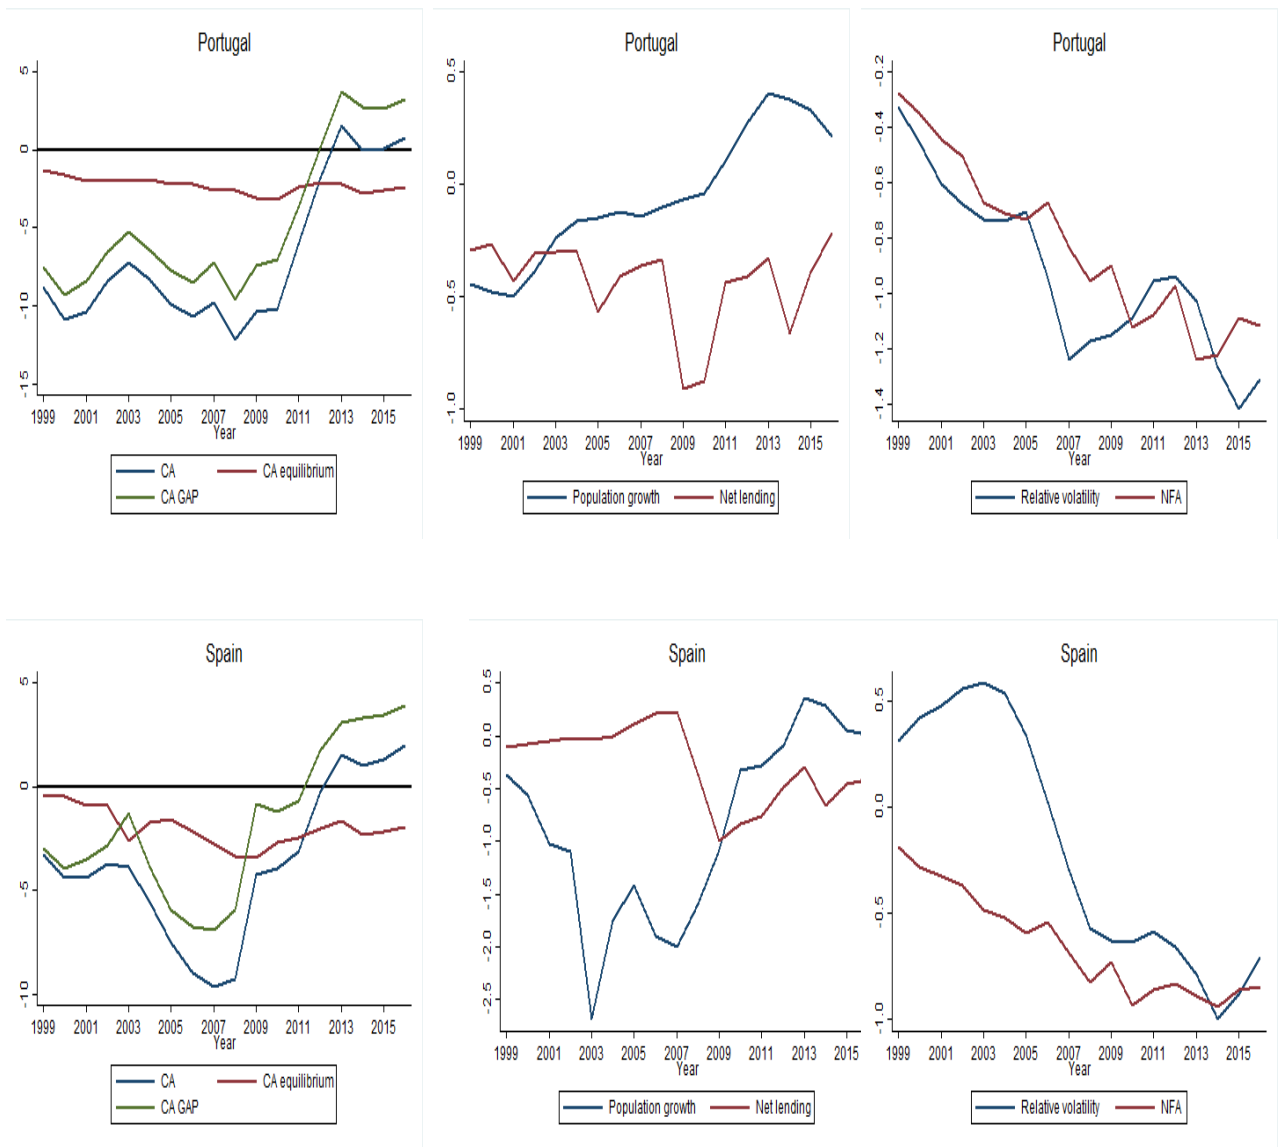 Portugal
5
0
-5
-10
-15
1999 2001 2003 2005 2007 2009 2011 2013 2015
Year
CA CA equilibrium
CA GAP
Portugal
0.5
0.0
-0.5
-1.0
1999 2001 2003 2005 2007 2009 2011 2013 2015
Year
Population growth Net lending
Portugal
-0.2
-0.4
-0.6
-0.8
-1.0
-1.2
-1.4
1999 2001 2003 2005 2007 2009 2011 2013 2015
Year
Relative volatility NFA
Spain
5
0
-5
-10
1999 2001 2003 2005 2007 2009 2011 2013 2015
Year
CA CA equilibrium
CA GAP
Spain
0.5
0.0
-0.5
-1.0
-1.5
-2.0
-2.5
1999 2001 2003 2005 2007 2009 2011 2013 2015
Year
Population growth Net lending
Spain
0.5
0.0
-0.5
-1.0
1999 2001 2003 2005 2007 2009 2011 2013 2015
Year
Relative volatility NFA